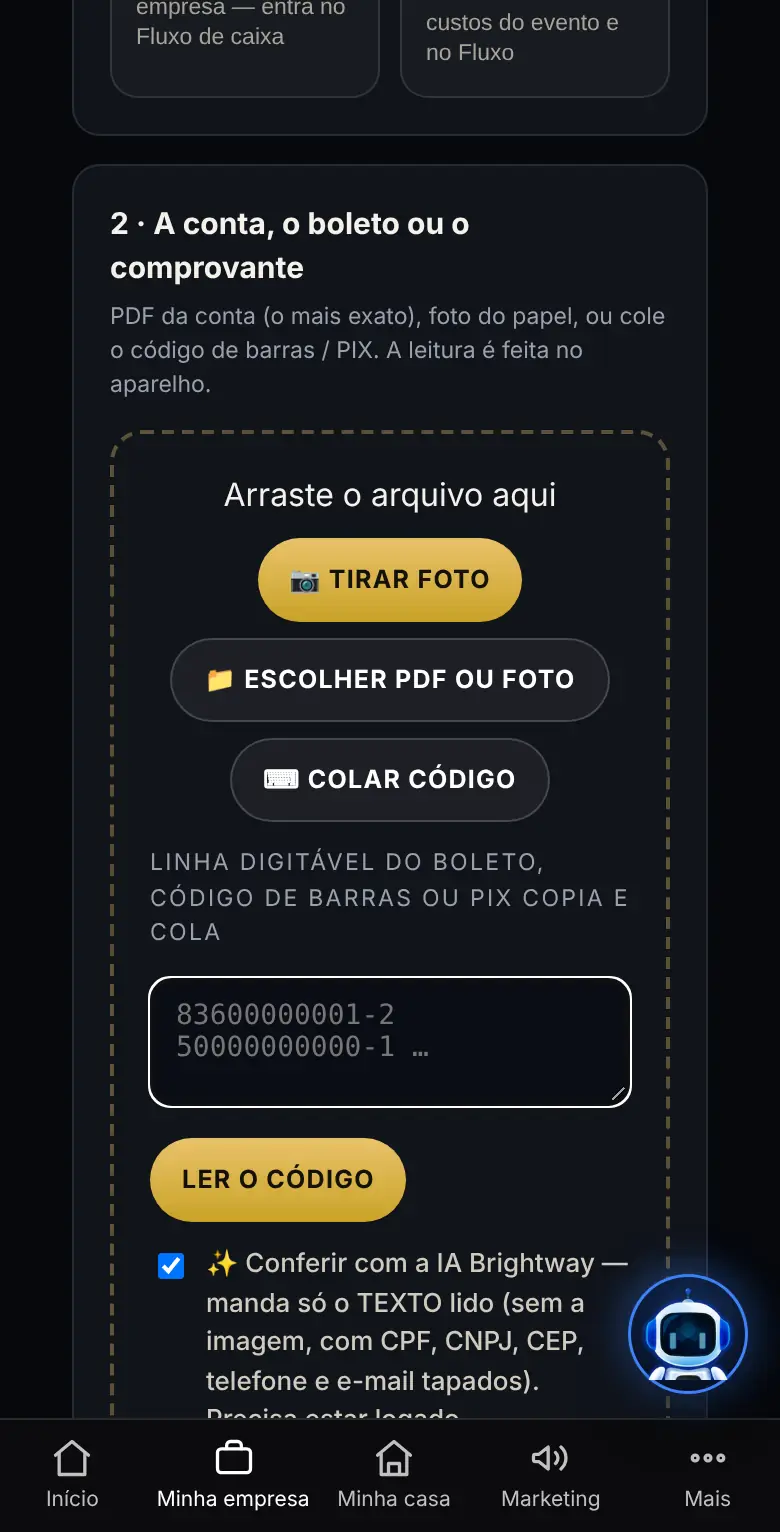 empresa — entra no
Fluxo de caixa
custos do evento e
no Fluxo
2 · A conta, o boleto ou o
comprovante
PDF da conta (o mais exato), foto do papel, ou cole
o código de barras / PIX. A leitura é feita no
aparelho.
Arraste o arquivo aqui
TIRAR FOTO
ESCOLHER PDF OU FOTO
COLAR CÓDIGO
LINHA DIGITÁVEL DO BOLETO,
CÓDIGO DE BARRAS OU PIX COPIA E
COLA
83600000001-2
50000000000-1 …
LER O CÓDIGO
✨ Conferir com a IA Brightway —
manda só o TEXTO lido (sem a
imagem, com CPF, CNPJ, CEP,
telefone e e-mail tapados).
Precisa estar logado
Início
Minha empresa
Minha casa
Marketing
Mais